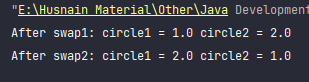 "E:\Husnain Material\Other\Java Development
After swap1: circle1 = 1.0 circle2 = 2.0
After swap2: circle1 = 2.0 circle2 = 1.0